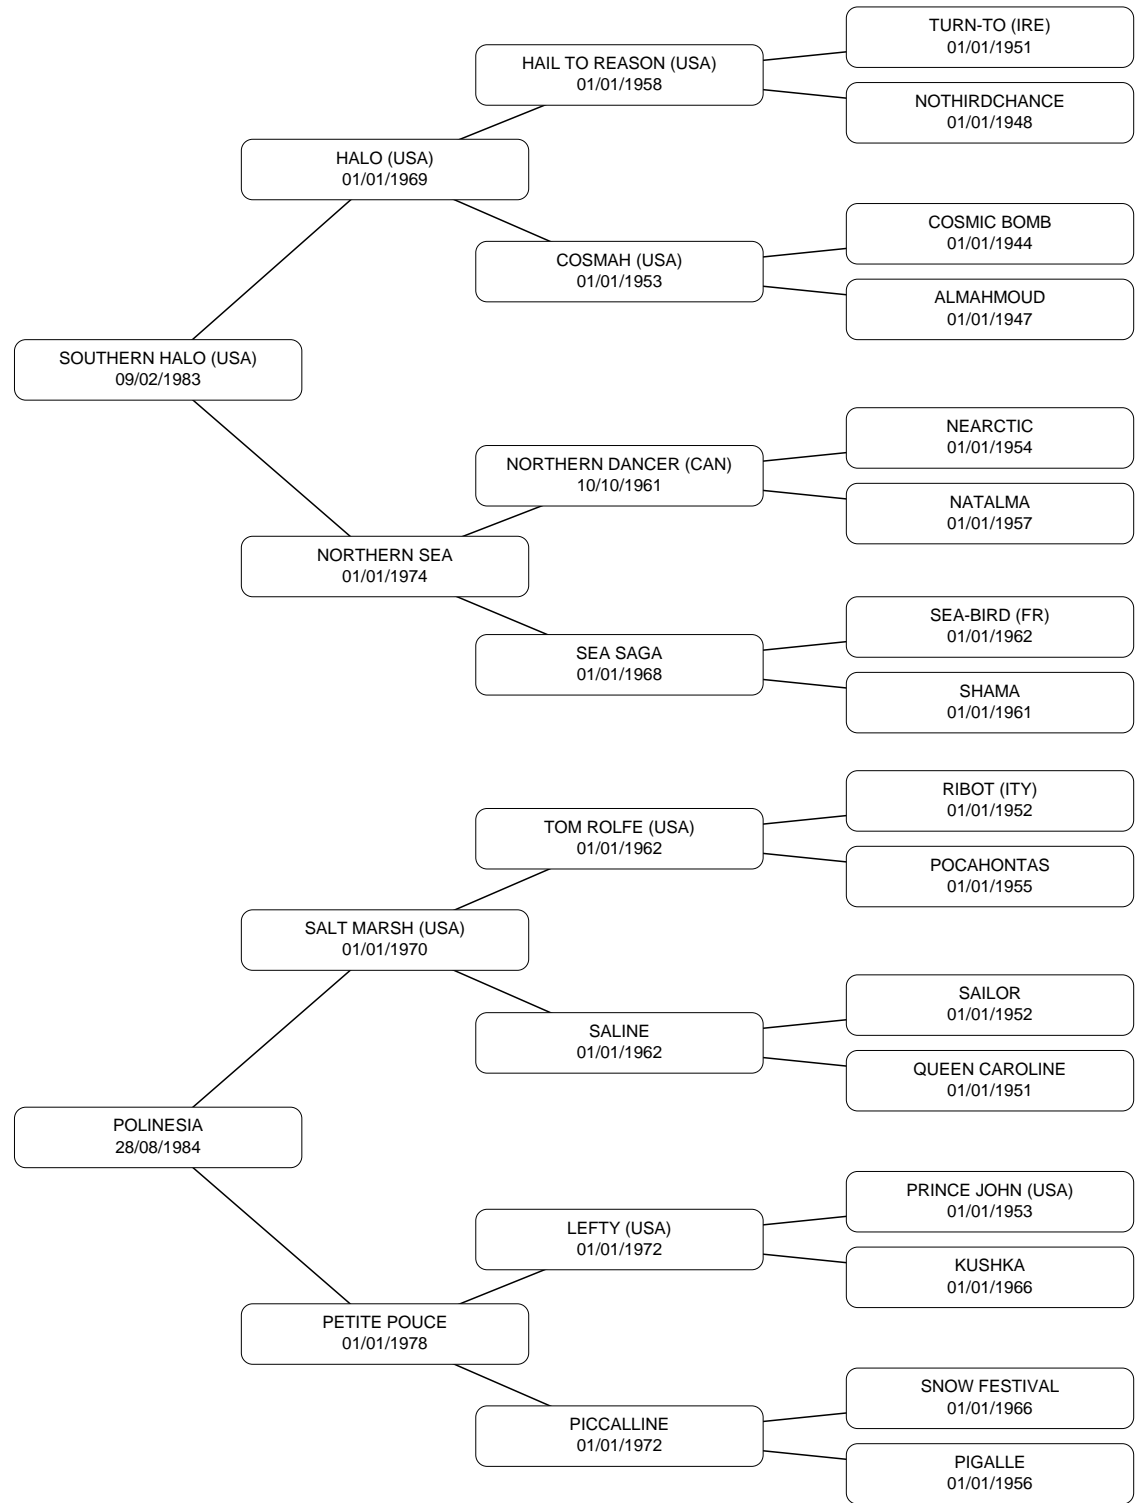 TURN-TO (IRE)
01/01/1951
HAIL TO REASON (USA)
01/01/1958
NOTHIRDCHANCE
01/01/1948
HALO (USA)
01/01/1969
COSMIC BOMB
01/01/1944
COSMAH (USA)
01/01/1953
ALMAHMOUD
01/01/1947
SOUTHERN HALO (USA)
09/02/1983
NEARCTIC
01/01/1954
NORTHERN DANCER (CAN)
10/10/1961
NATALMA
01/01/1957
NORTHERN SEA
01/01/1974
SEA-BIRD (FR)
01/01/1962
SEA SAGA
01/01/1968
SHAMA
01/01/1961
RIBOT (ITY)
01/01/1952
TOM ROLFE (USA)
01/01/1962
POCAHONTAS
01/01/1955
SALT MARSH (USA)
01/01/1970
SAILOR
01/01/1952
SALINE
01/01/1962
QUEEN CAROLINE
01/01/1951
POLINESIA
28/08/1984
PRINCE JOHN (USA)
01/01/1953
LEFTY (USA)
01/01/1972
KUSHKA
01/01/1966
PETITE POUCE
01/01/1978
SNOW FESTIVAL
01/01/1966
PICCALLINE
01/01/1972
PIGALLE
01/01/1956